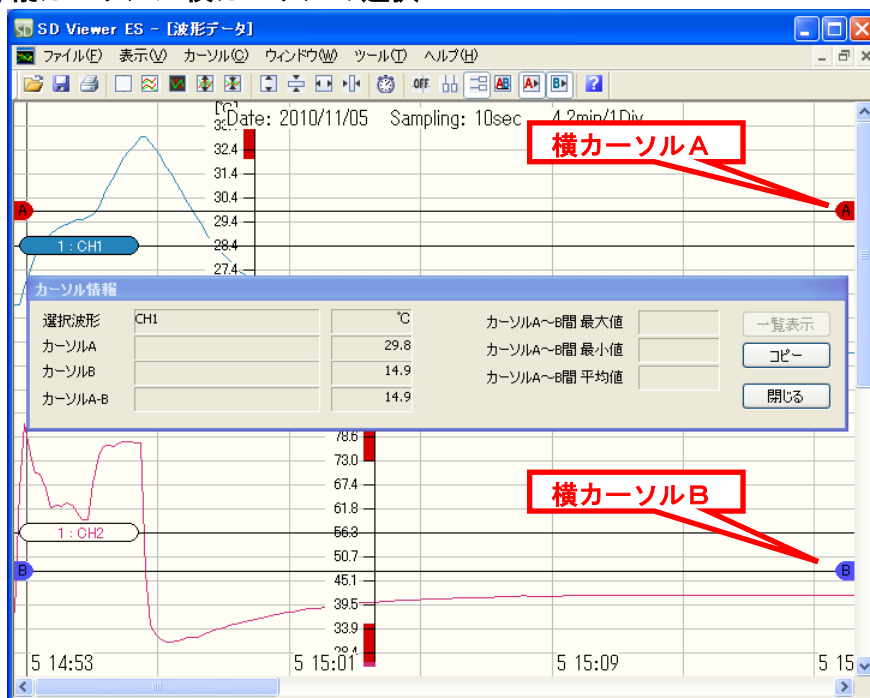 SD Viewer ES - [波形データ]
ファイル(F) 表示(V) カーソル(C) ウィンドウ(W) ツール(T) ヘルプ(H)
OFF AB A B ?
[℃]
Date: 2010/11/05 Sampling: 10sec 4.2min/1Div
32.4
31.4
30.4
29.4
28.4
27.4
横カーソルA
A
A
1 : CH1
カーソル情報
選択波形 CH1 ℃
カーソルA 29.8
カーソルB 14.9
カーソルA-B 14.9
カーソルA～B間 最大値
カーソルA～B間 最小値
カーソルA～B間 平均値
一覧表示
コピー
閉じる
78.6
73.0
67.4
61.8
56.3
50.7
45.1
39.5
33.9
横カーソルB
1 : CH2
B
B
5 14:53 5 15:01 5 15:09 5 15